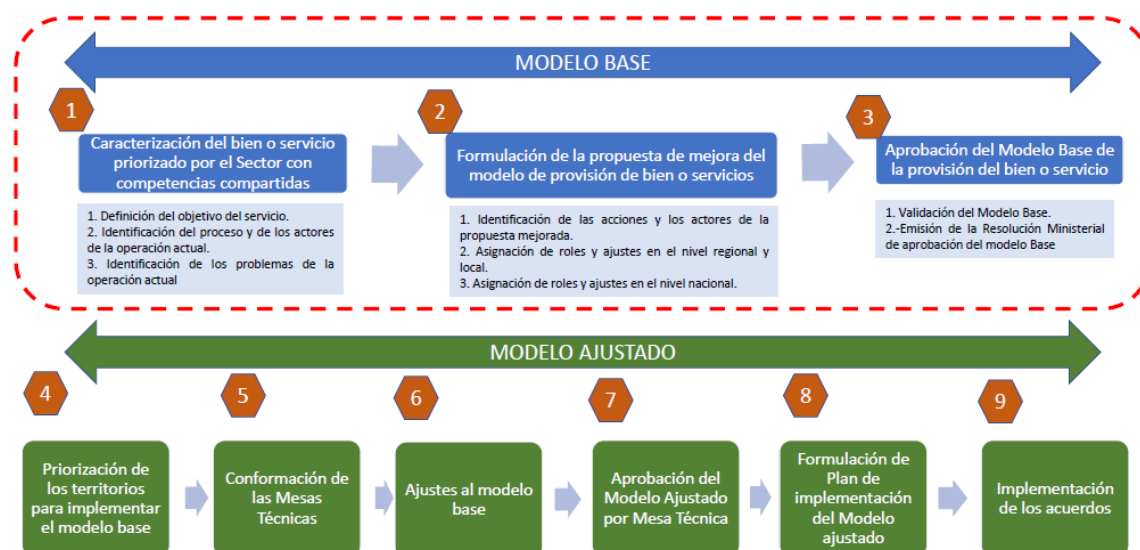 MODELO BASE
1
Caracterización del bien o servicio
priorizado por el Sector con
competencias compartidas
1. Definición del objetivo del servicio.
2. Identificación del proceso y de los actores
de la operación actual.
3. Identificación de los problemas de la
operación actual
2
Formulación de la propuesta de mejora del
modelo de provisión de bien o servicios
1. Identificación de las acciones y los actores de la
propuesta mejorada.
2. Asignación de roles y ajustes en el nivel regional y
local.
3. Asignación de roles y ajustes en el nivel nacional.
3
Aprobación del Modelo Base de
la provisión del bien o servicio
1. Validación del Modelo Base.
2.-Emisión de la Resolución Ministerial
de aprobación del modelo Base
MODELO AJUSTADO
4
Priorización de
los territorios
para implementar
el modelo base
5
Conformación de
las Mesas
Técnicas
6
Ajustes al modelo
base
7
Aprobación del
Modelo Ajustado
por Mesa Técnica
8
Formulación de
Plan de
implementación
del Modelo
ajustado
9
Implementación
de los acuerdos